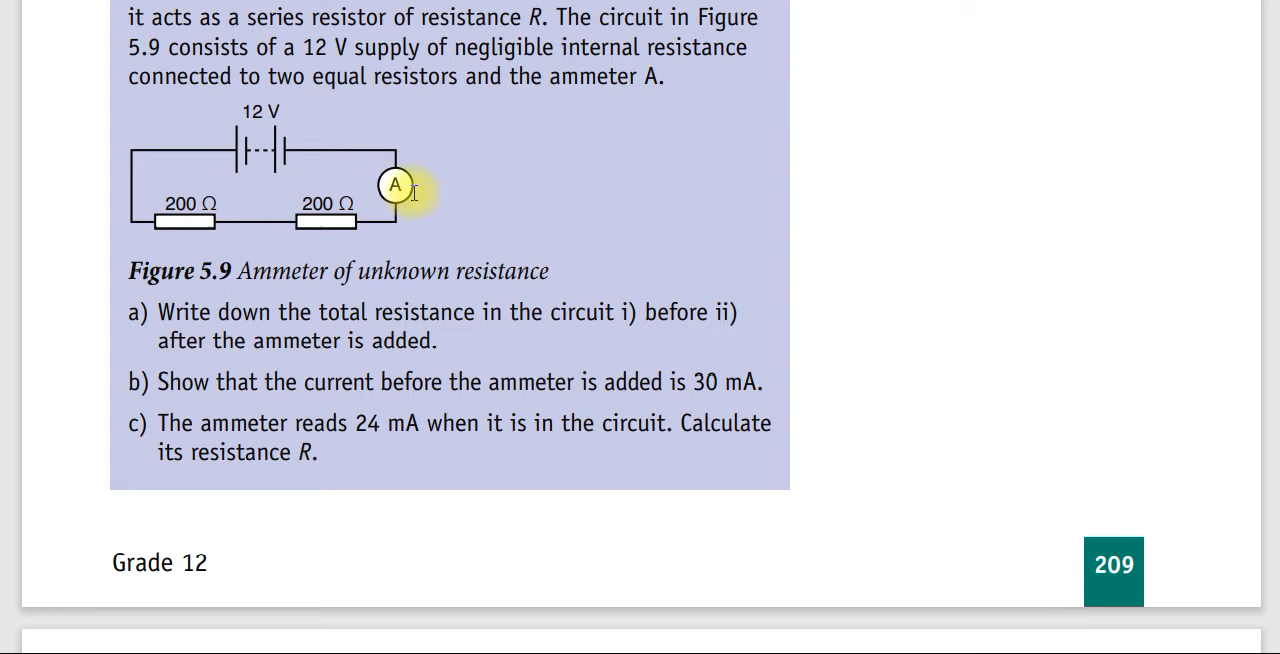 it acts as a series resistor of resistance R. The circuit in Figure
5.9 consists of a 12 V supply of negligible internal resistance
connected to two equal resistors and the ammeter A.
12 V
A
200 Ω 200 Ω
Figure 5.9 Ammeter of unknown resistance
a) Write down the total resistance in the circuit i) before ii)
after the ammeter is added.
b) Show that the current before the ammeter is added is 30 mA.
c) The ammeter reads 24 mA when it is in the circuit. Calculate
its resistance R.
Grade 12
209